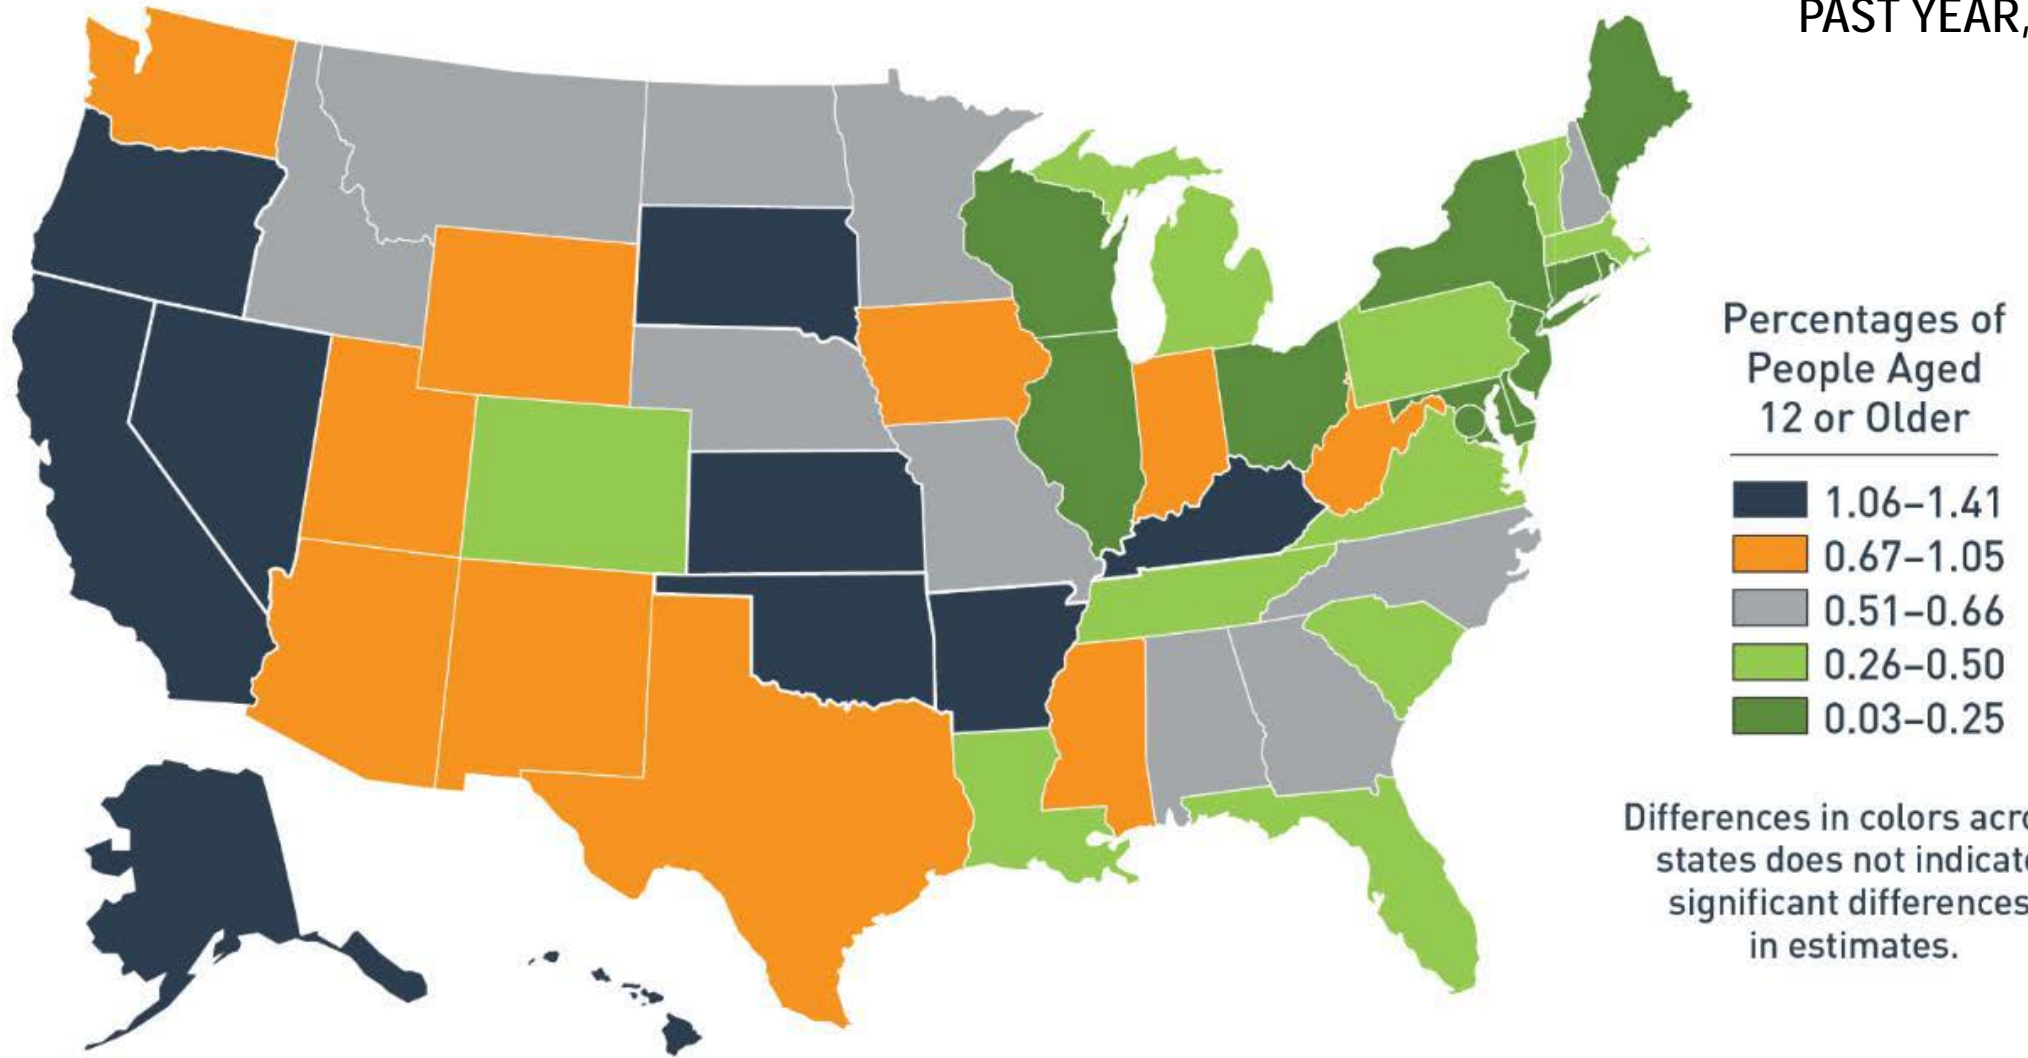 PAST YEAR,
Percentages of
People Aged
12 or Older
1.06–1.41
0.67–1.05
0.51–0.66
0.26–0.50
0.03–0.25
Differences in colors acro
states does not indicate
significant differences
in estimates.